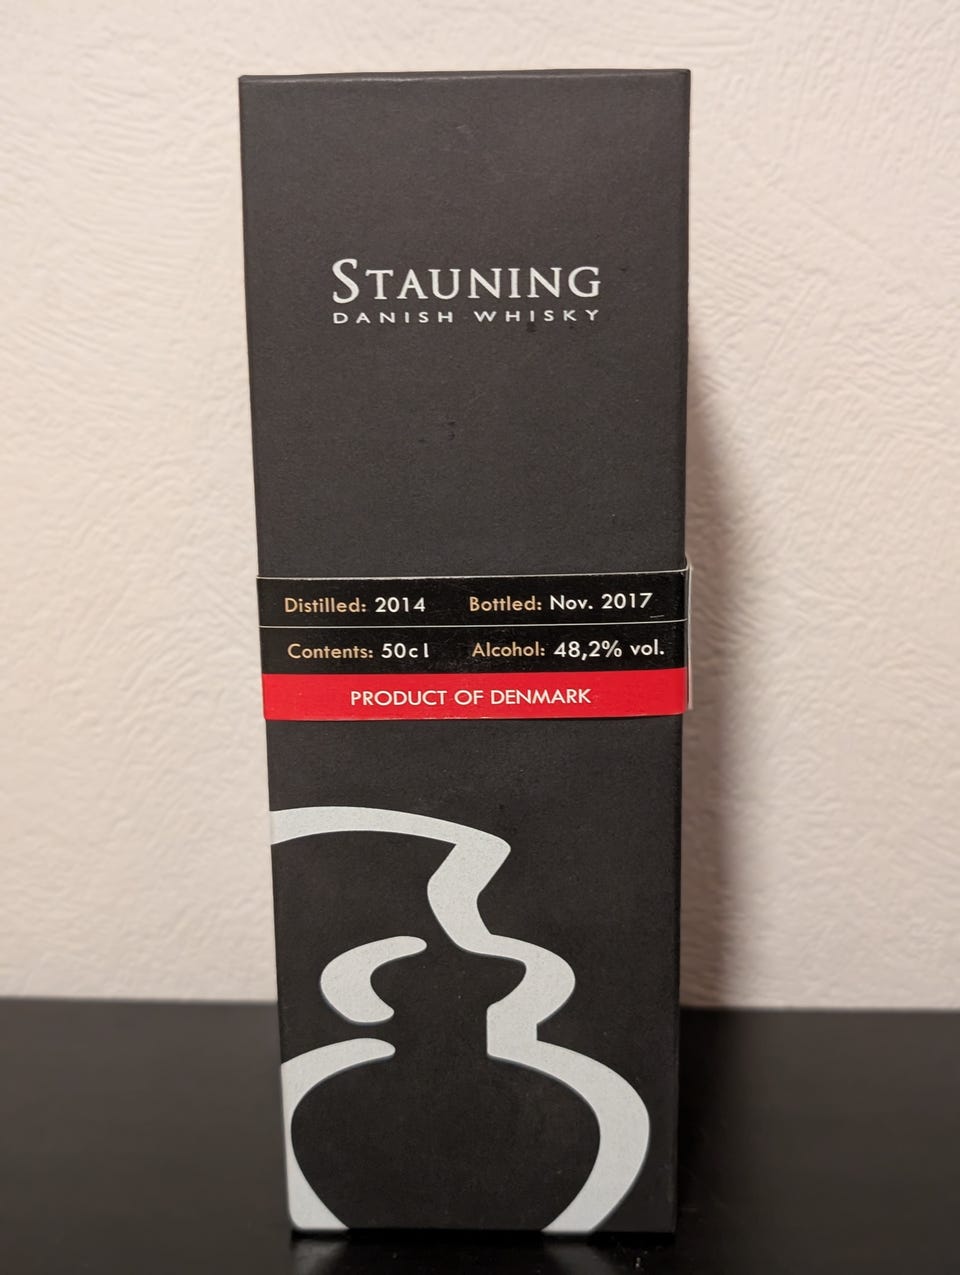 STAUNING
DANISH WHISKY
Distilled: 2014 Bottled: Nov. 2017
Contents: 50cl Alcohol: 48,2% vol.
PRODUCT OF DENMARK